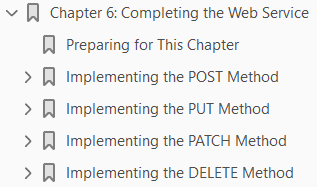 Chapter 6: Completing the Web Service
Preparing for This Chapter
Implementing the POST Method
Implementing the PUT Method
Implementing the PATCH Method
Implementing the DELETE Method